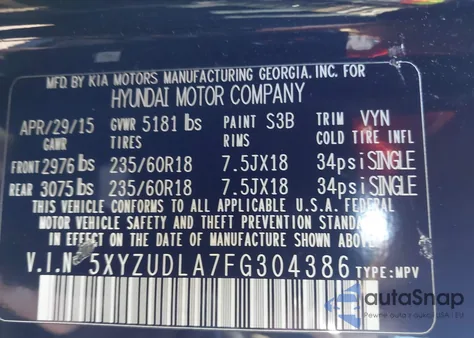 MFD. BY KIA MOTORS MANUFACTURING GEORGIA, INC. FOR
HYUNDAI MOTOR COMPANY
APR/29/15 GVWR 5181 lbs PAINT S3B TRIM VYN
GAWR TIRES RIMS COLD TIRE INFL
FRONT 2976 lbs 235/60R18 7.5JX18 34psi SINGLE
REAR 3075 lbs 235/60R18 7.5JX18 34psi SINGLE
THIS VEHICLE CONFORMS TO ALL APPLICABLE U.S.A. FEDERAL
MOTOR VEHICLE SAFETY AND THEFT PREVENTION STANDARDS IN
EFFECT ON THE DATE OF MANUFACTURE SHOWN ABOVE.
V.I.N 5XYZUDLA7FG304386 TYPE: MPV
autoSnap